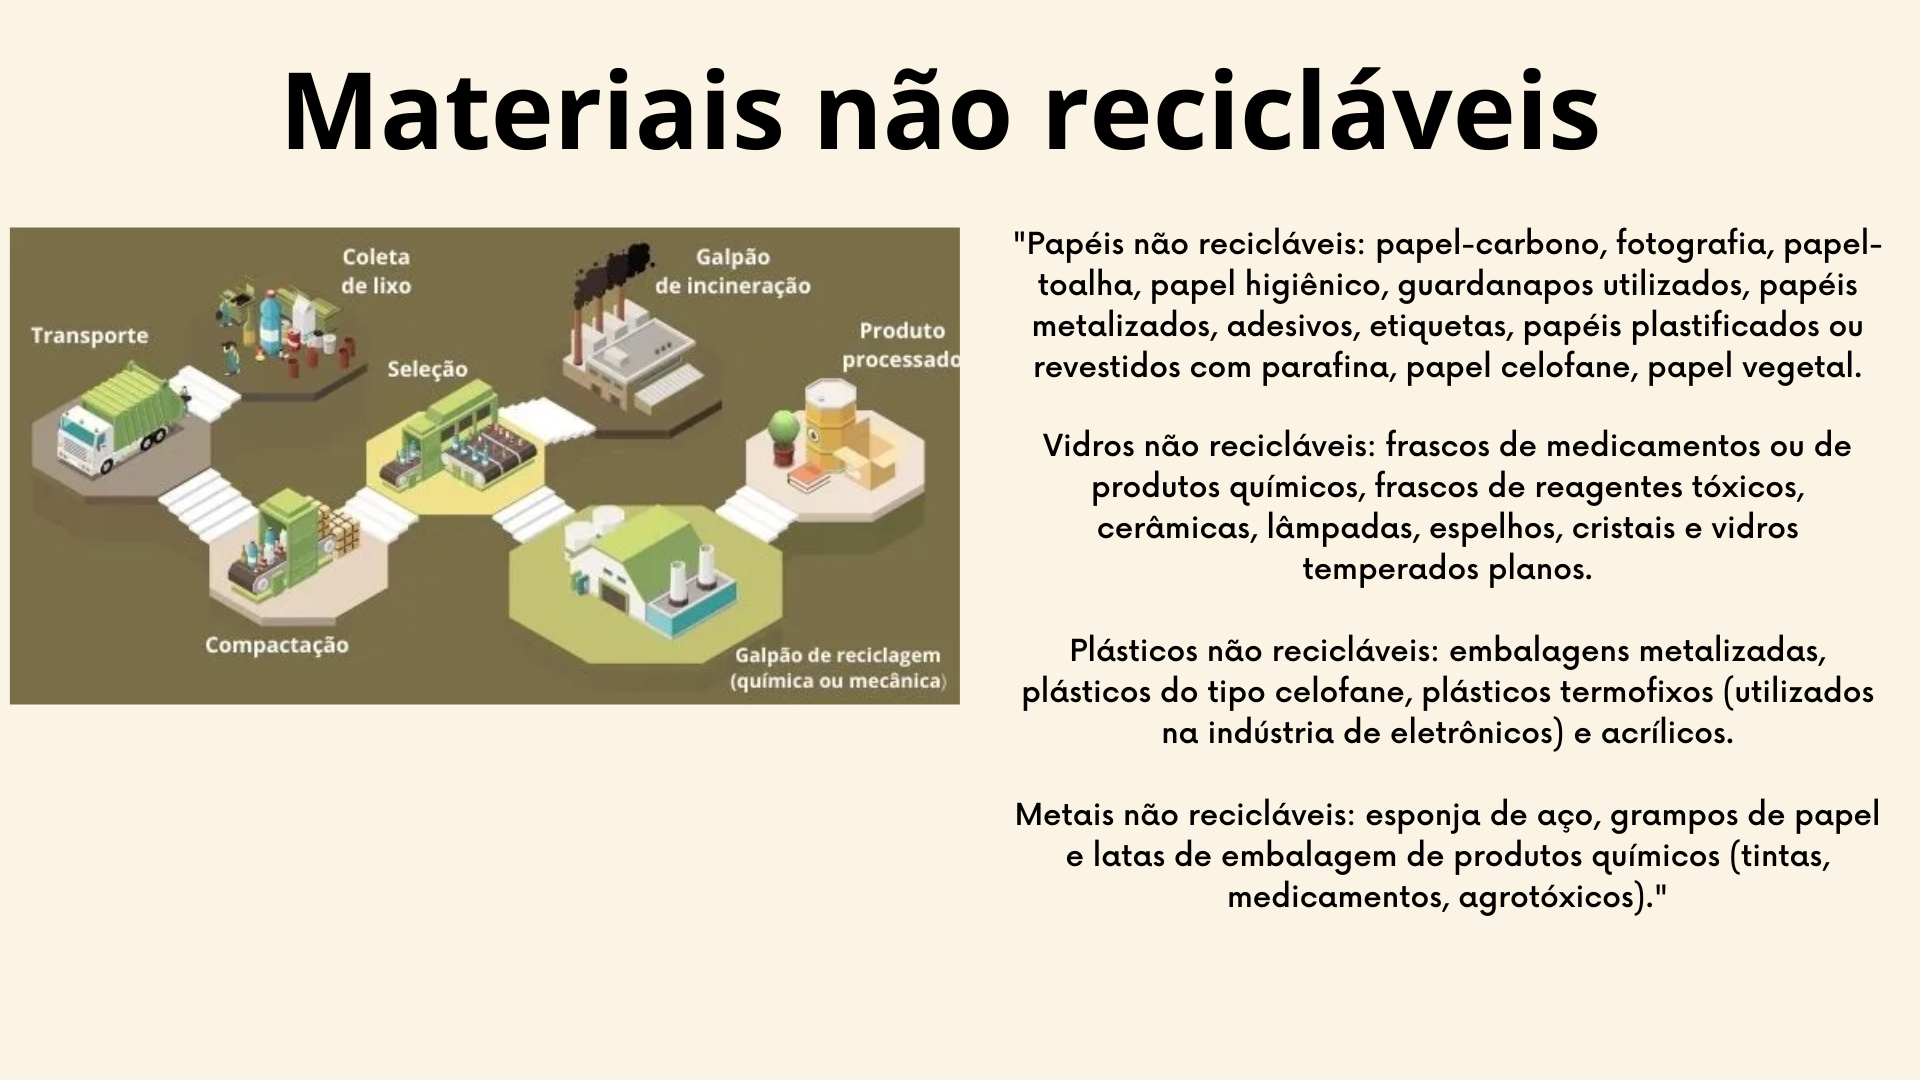 Materiais não recicláveis
Coleta
de lixo
Galpão
de incineração
Transporte
Produto
processado
Seleção
Compactação
Galpão de reciclagem
(química ou mecânica)
"Papéis não recicláveis: papel-carbono, fotografia, papel-
toalha, papel higiênico, guardanapos utilizados, papéis
metalizados, adesivos, etiquetas, papéis plastificados ou
revestidos com parafina, papel celofane, papel vegetal.
Vidros não recicláveis: frascos de medicamentos ou de
produtos químicos, frascos de reagentes tóxicos,
cerâmicas, lâmpadas, espelhos, cristais e vidros
temperados planos.
Plásticos não recicláveis: embalagens metalizadas,
plásticos do tipo celofane, plásticos termofixos (utilizados
na indústria de eletrônicos) e acrílicos.
Metais não recicláveis: esponja de aço, grampos de papel
e latas de embalagem de produtos químicos (tintas,
medicamentos, agrotóxicos)."